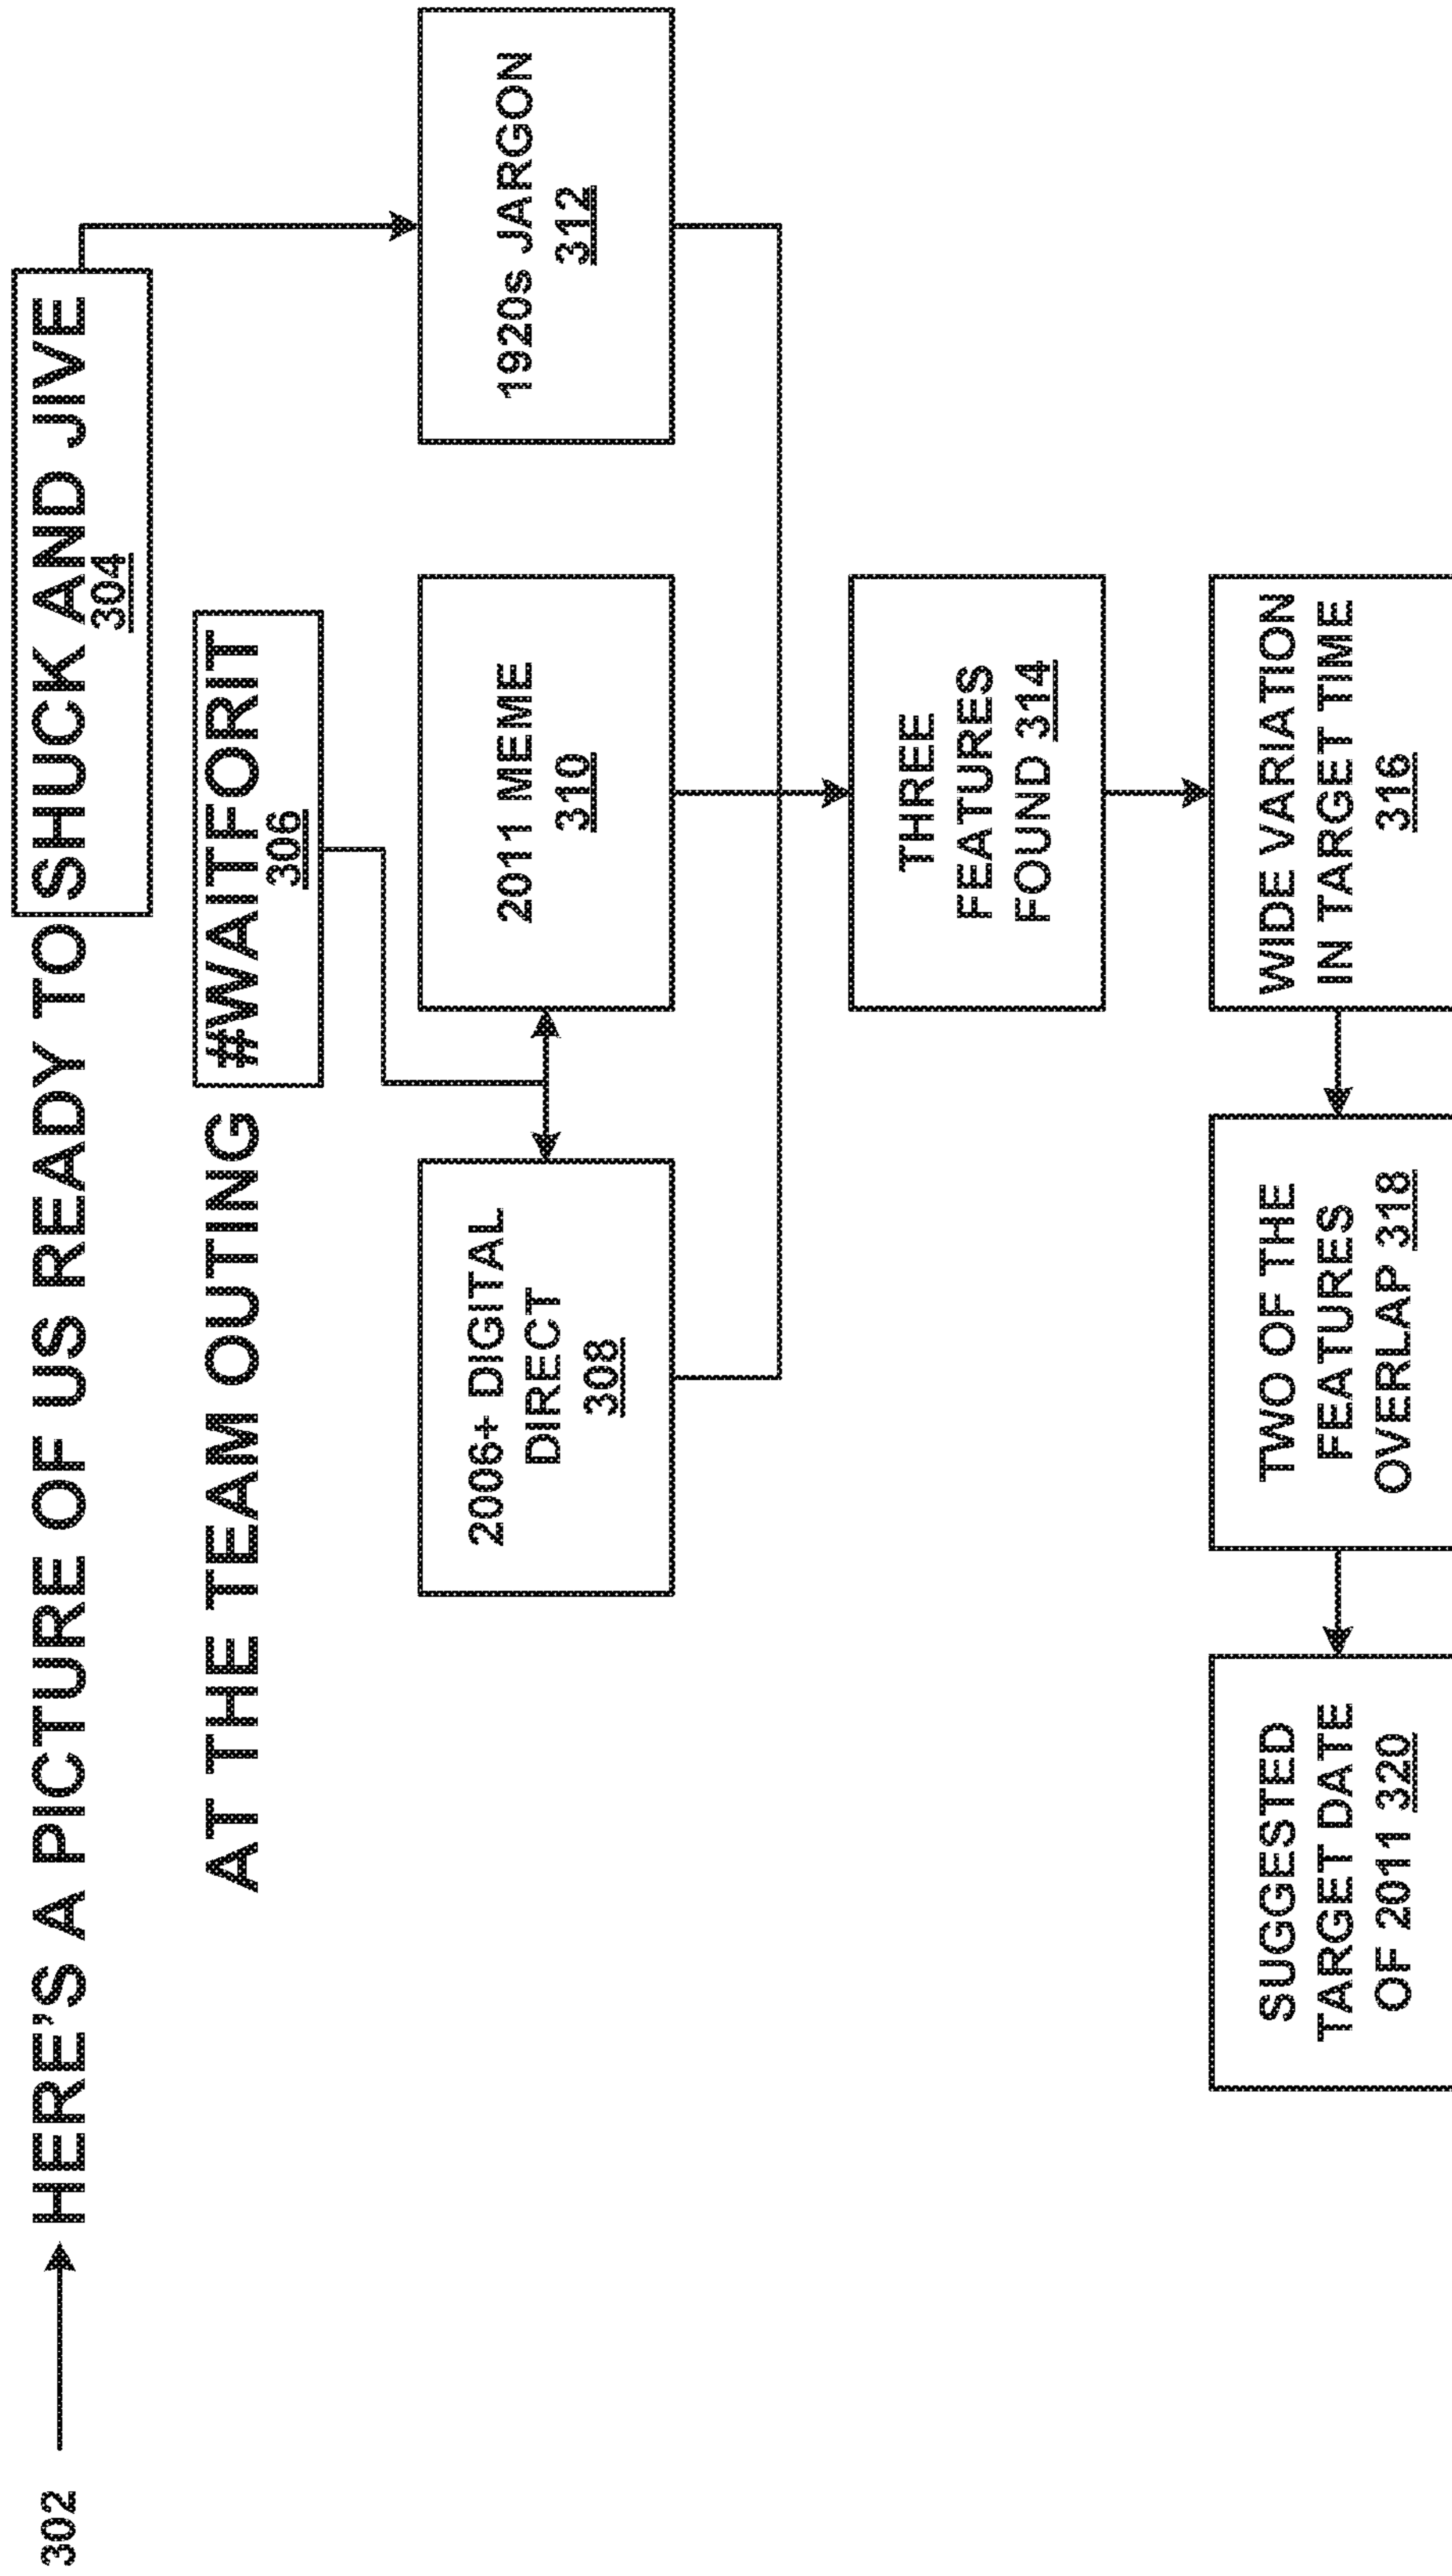 302
HERE'S A PICTURE OF US READY TO SHUCK AND JIVE
304
AT THE TEAM OUTING #WAITFORIT
306
2006+ DIGITAL
DIRECT
308
2011 MEME
310
1920s JARGON
312
THREE
FEATURES
FOUND 314
SUGGESTED
TARGET DATE
OF 2011 320
TWO OF THE
FEATURES
OVERLAP 318
WIDE VARIATION
IN TARGET TIME
316